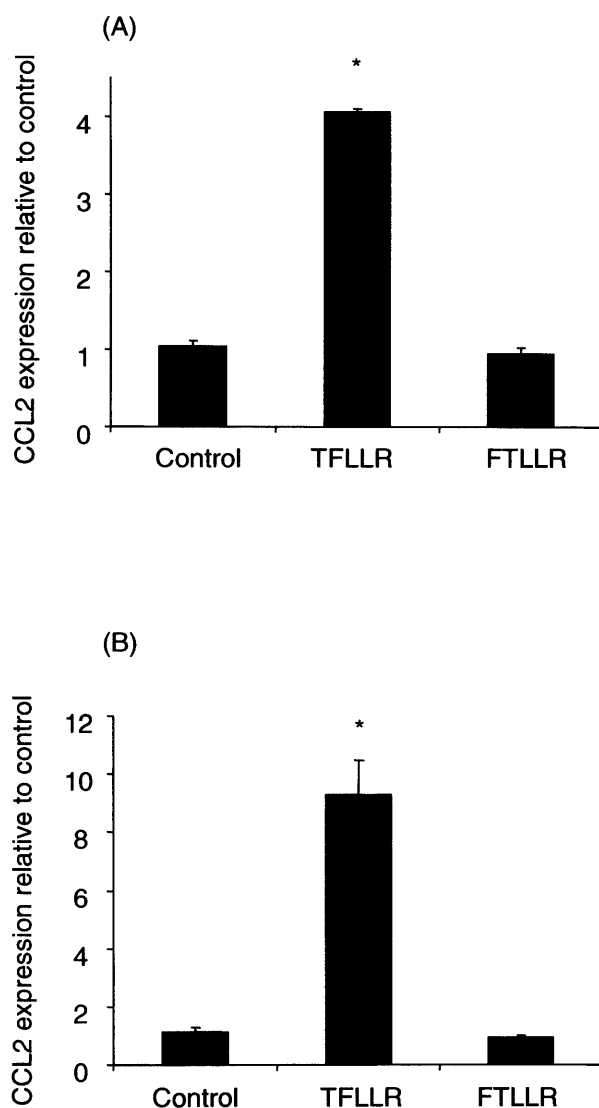 (A)
*
CCL2 expression relative to control
4
3
2
1
0
Control TFLLR FTLLR
(B)
*
CCL2 expression relative to control
12
10
8
6
4
2
0
Control TFLLR FTLLR